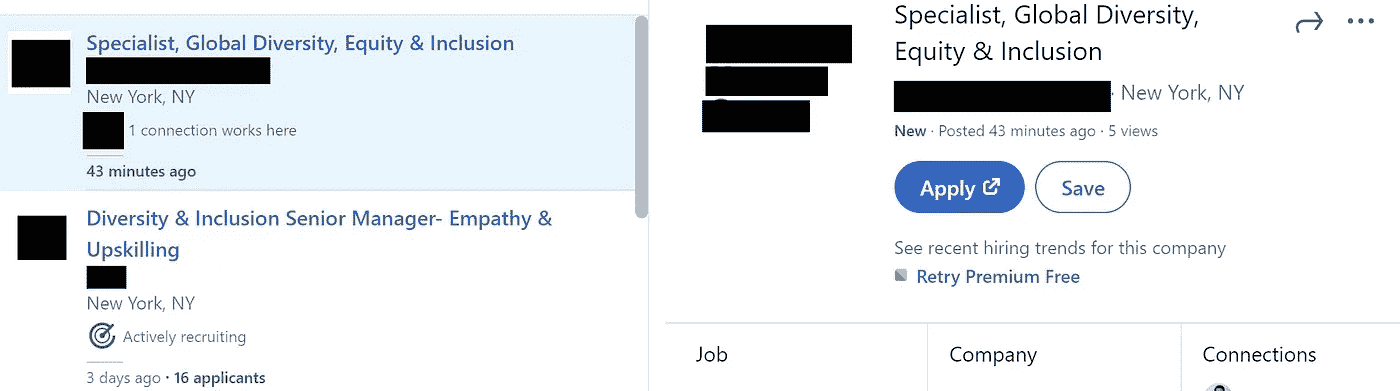 Specialist, Global Diversity, Equity & Inclusion
New York, NY
1 connection works here
43 minutes ago
Diversity & Inclusion Senior Manager- Empathy &
Upskilling
New York, NY
Actively recruiting
3 days ago · 16 applicants
Specialist, Global Diversity,
Equity & Inclusion
· New York, NY
New · Posted 43 minutes ago · 5 views
Apply
Save
See recent hiring trends for this company
Retry Premium Free
Job
Company
Connections